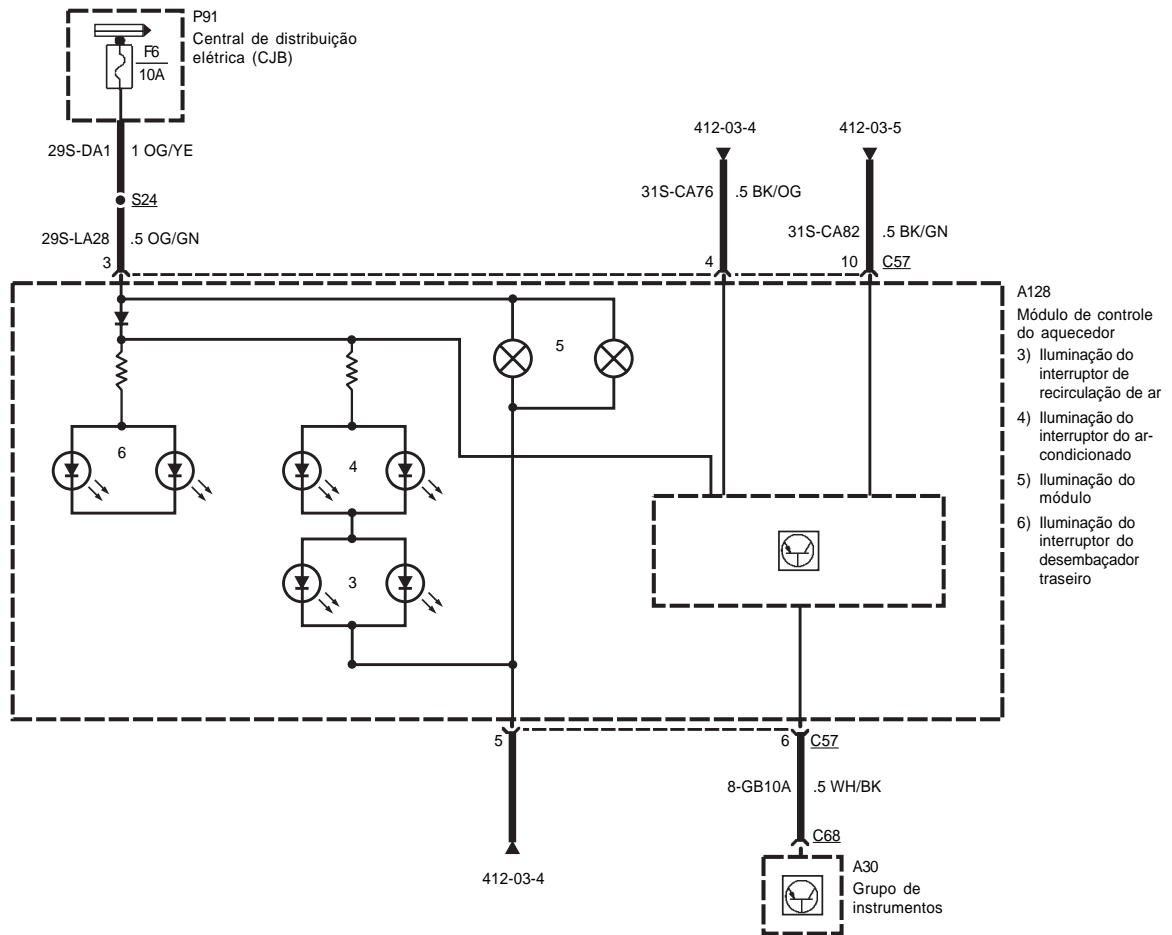 P91
Central de distribuição
elétrica (CJB)
F6
10A
29S-DA1
1 OG/YE
S24
29S-LA28
.5 OG/GN
3
412-03-4
31S-CA76
.5 BK/OG
4
412-03-5
31S-CA82
.5 BK/GN
10
C57
A128
Módulo de controle
do aquecedor
3) Iluminação do
interruptor de
recirculação de ar
4) Iluminação do
interruptor do ar-
condicionado
5) Iluminação do
módulo
6) Iluminação do
interruptor do
desembaçador
traseiro
5
6
4
3
5
6
C57
8-GB10A
.5 WH/BK
C68
412-03-4
A30
Grupo de
instrumentos